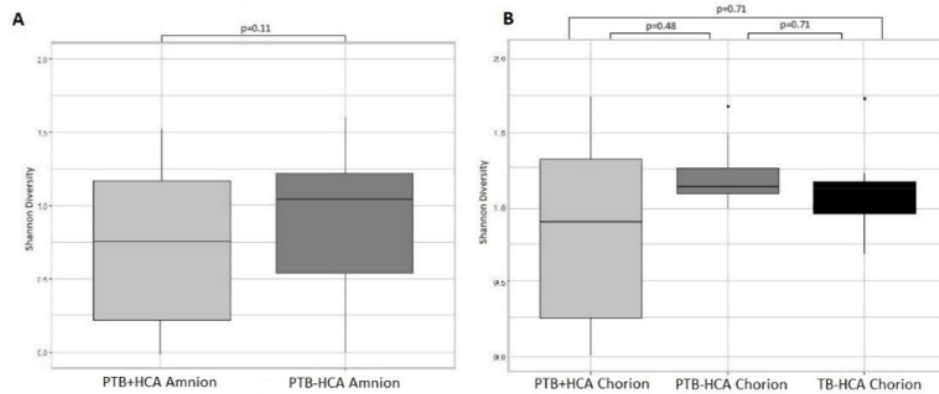 A
p=0.11
2.0
1.5
1.0
0.5
0.0
Shannon Diversity
PTB+HCA Amnion
PTB-HCA Amnion
B
p=0.71
p=0.48
p=0.71
2.0
1.5
1.0
0.5
0.0
Shannon Diversity
PTB+HCA Chorion
PTB-HCA Chorion
TB-HCA Chorion